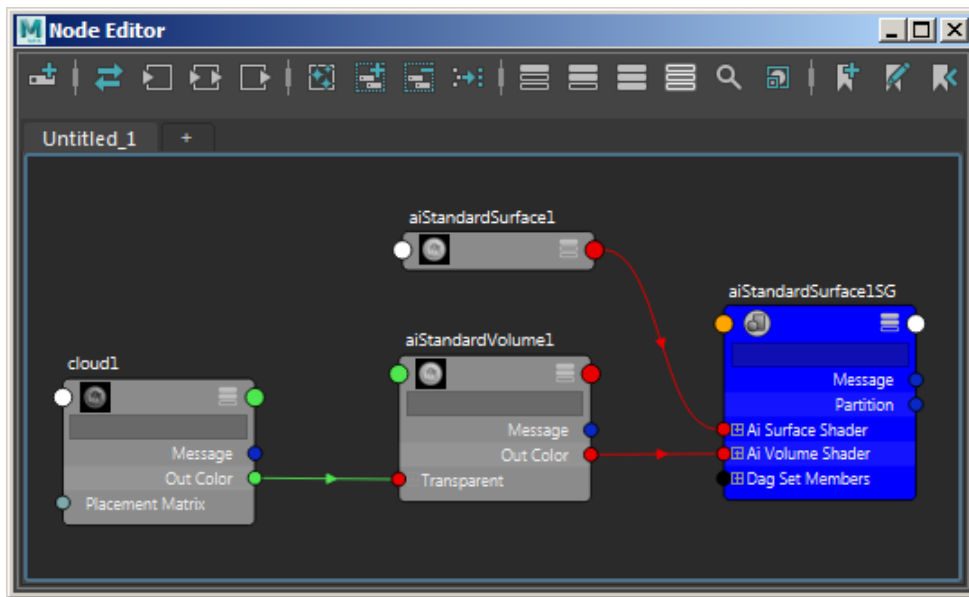 Node Editor
Untitled_1
+
aiStandardSurface1
aiStandardSurface1SG
Message
Partition
Ai Surface Shader
Ai Volume Shader
Dag Set Members
aiStandardVolume1
Message
Out Color
Transparent
cloud1
Message
Out Color
Placement Matrix